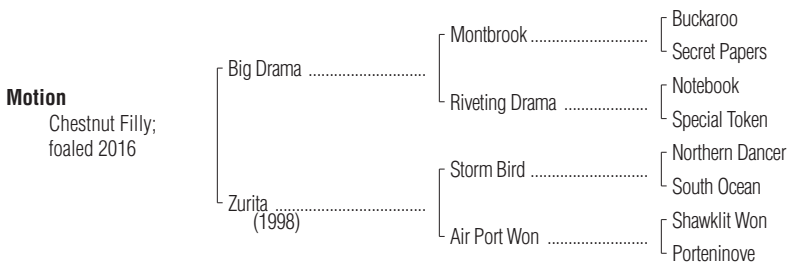 Buckaroo
Montbrook ..............................
Secret Papers
Big Drama ..............................
Notebook
Riveting Drama .....................
Special Token
Motion
Chestnut Filly;
foaled 2016
Northern Dancer
Storm Bird ..............................
South Ocean
Zurita .......................................
(1998)
Shawklit Won
Air Port Won ..........................
Porteninove